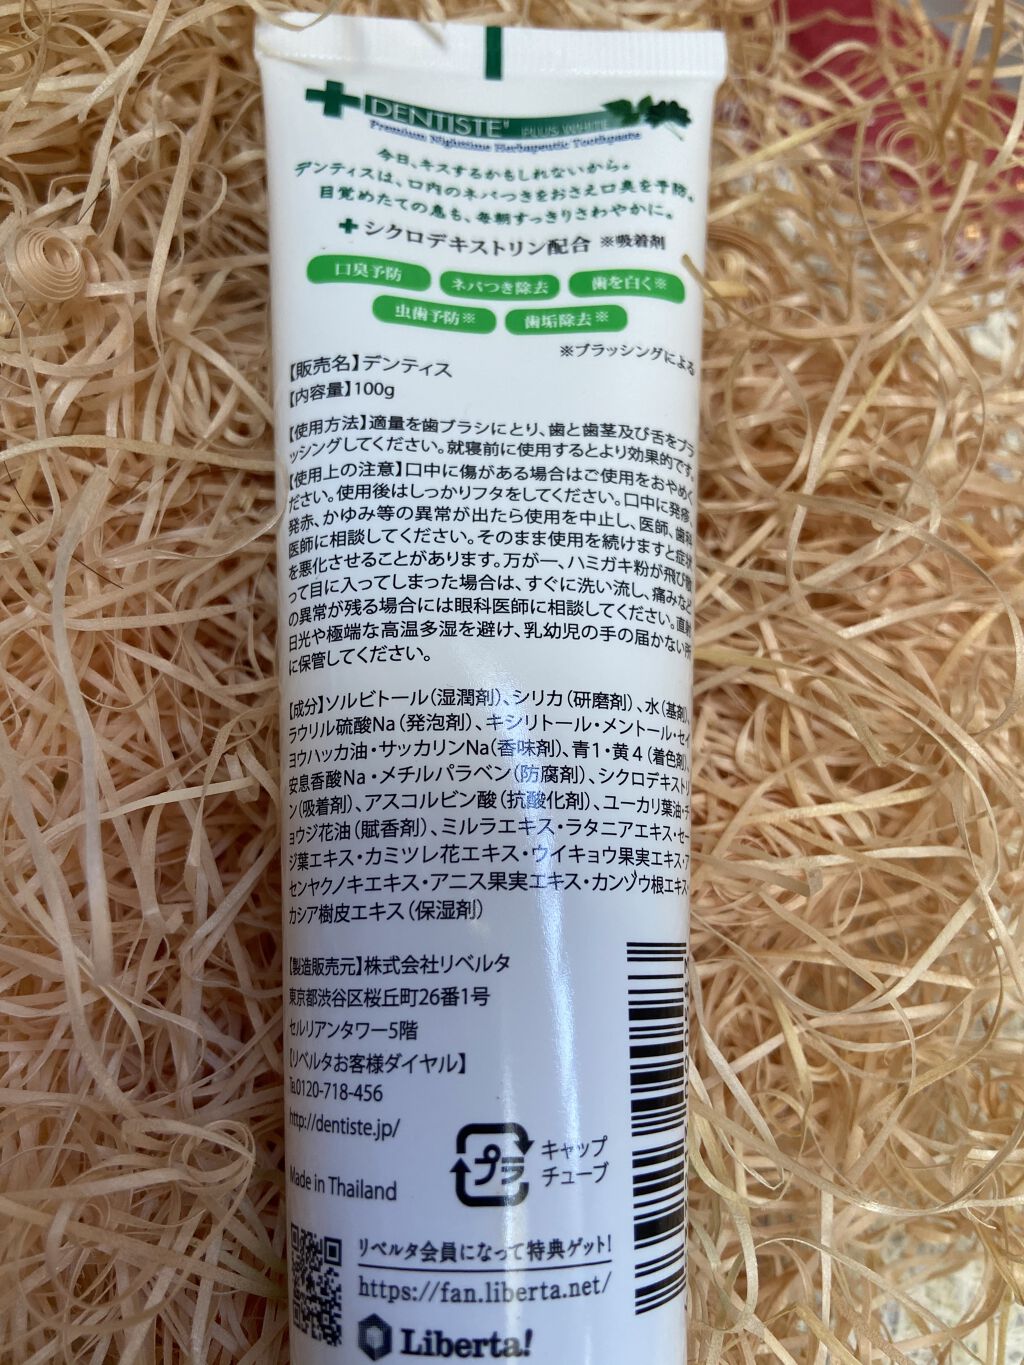 DENTISTE' PLUS WHITE
Premium Nighttime Herbapeutic Toothpaste
今日、キスするかもしれないから。
デンティスは、口内のネバつきをおさえ口臭を予防。
目覚めたての息も、毎朝すっきりさわやかに。
シクロデキストリン配合 ※吸着剤
口臭予防 ネバつき除去 歯を白く※
虫歯予防※ 歯垢除去※
※ブラッシングによる
【販売名】デンティス
【内容量】100g
【使用方法】適量を歯ブラシにとり、歯と歯茎及び舌をブラ
ッシングしてください。就寝前に使用するとより効果的です。
【使用上の注意】口中に傷がある場合はご使用をおやめく
ださい。使用後はしっかりフタをしてください。口中に発疹、
発赤、かゆみ等の異常が出たら使用を中止し、医師、歯科
医師に相談してください。そのまま使用を続けますと症状
を悪化させることがあります。万が一、ハミガキ粉が飛び散
って目に入ってしまった場合は、すぐに洗い流し、痛みなど
の異常が残る場合には眼科医師に相談してください。直射
日光や極端な高温多湿を避け、乳幼児の手の届かない所
に保管してください。
【成分】ソルビトール(湿潤剤)、シリカ(研磨剤)、水(基剤)、
ラウリル硫酸Na(発泡剤)、キシリトール・メントール・セイ
ヨウハッカ油・サッカリンNa(香味剤)、青1・黄4(着色剤)、
安息香酸Na・メチルパラベン(防腐剤)、シクロデキストリ
ン(吸着剤)、アスコルビン酸(抗酸化剤)、ユーカリ葉油・チ
ョウジ花油(賦香剤)、ミルラエキス・ラタニアエキス・セー
ジ葉エキス・カミツレ花エキス・ウイキョウ果実エキス・ア
センヤクノキエキス・アニス果実エキス・カンゾウ根エキス・
カシア樹皮エキス(保湿剤)
【製造販売元】株式会社リベルタ
東京都渋谷区桜丘町26番1号
セルリアンタワー5階
【リベルタお客様ダイヤル】
℡0120-718-456
http://dentiste.jp/
プラ キャップ
チューブ
Made in Thailand
リベルタ会員になって特典ゲット!
https://fan.liberta.net/
Liberta!